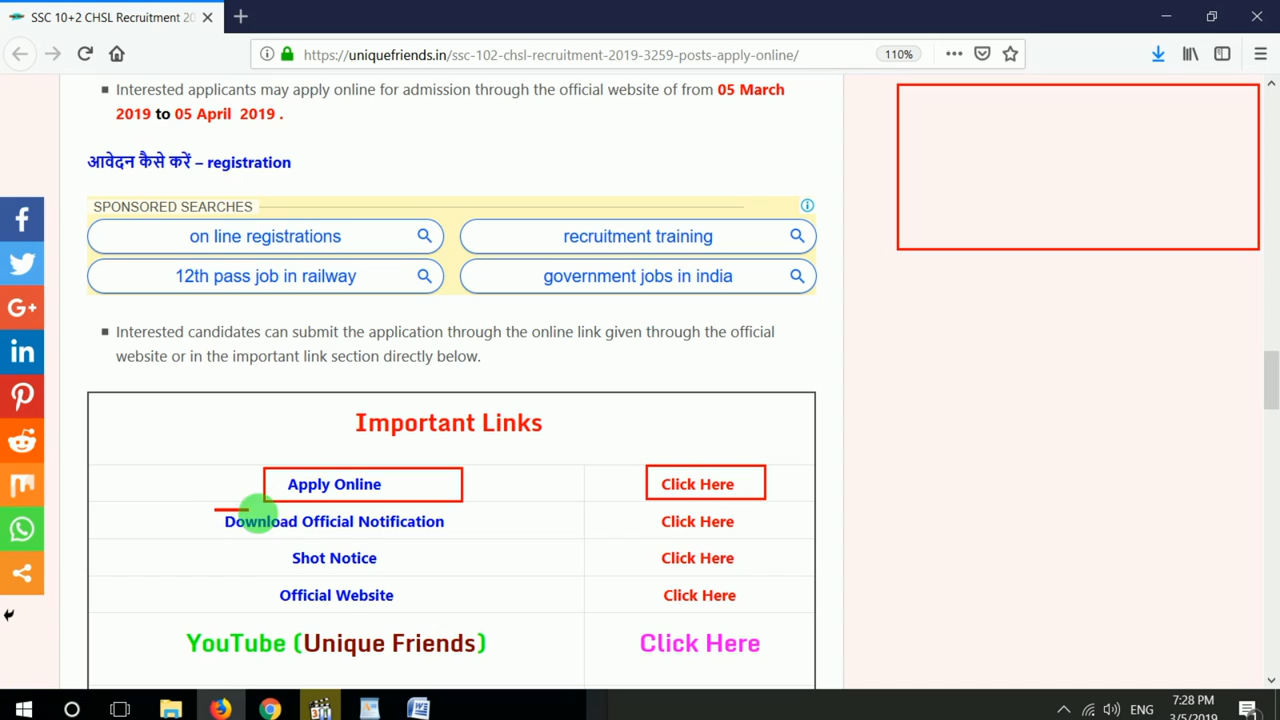 SSC 10+2 CHSL Recruitment 20
https://uniquefriends.in/ssc-102-chsl-recruitment-2019-3259-posts-apply-online/
110%
Interested applicants may apply online for admission through the official website of from 05 March
2019 to 05 April 2019 .
आवेदन कैसे करें – registration
SPONSORED SEARCHES
on line registrations
recruitment training
12th pass job in railway
government jobs in india
Interested candidates can submit the application through the online link given through the official
website or in the important link section directly below.
Important Links
Apply Online Click Here
Download Official Notification Click Here
Shot Notice Click Here
Official Website Click Here
YouTube (Unique Friends) Click Here
ENG
7:28 PM
3/5/2019